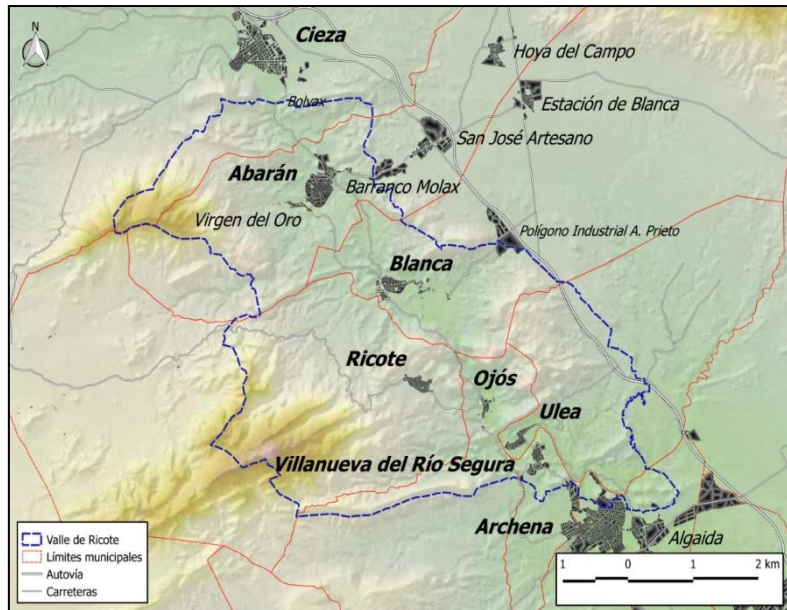 Cieza
N
Hoya del Campo
Bolvax
Estación de Blanca
San José Artesano
Abarán
Barranco Molax
Virgen del Oro
Polígono Industrial A. Prieto
Blanca
Ricote
Ojós
Ulea
Villanueva del Río Segura
Archena
Algaida
Valle de Ricote
Límites municipales
Autovía
Carreteras
1 0 1 2 km